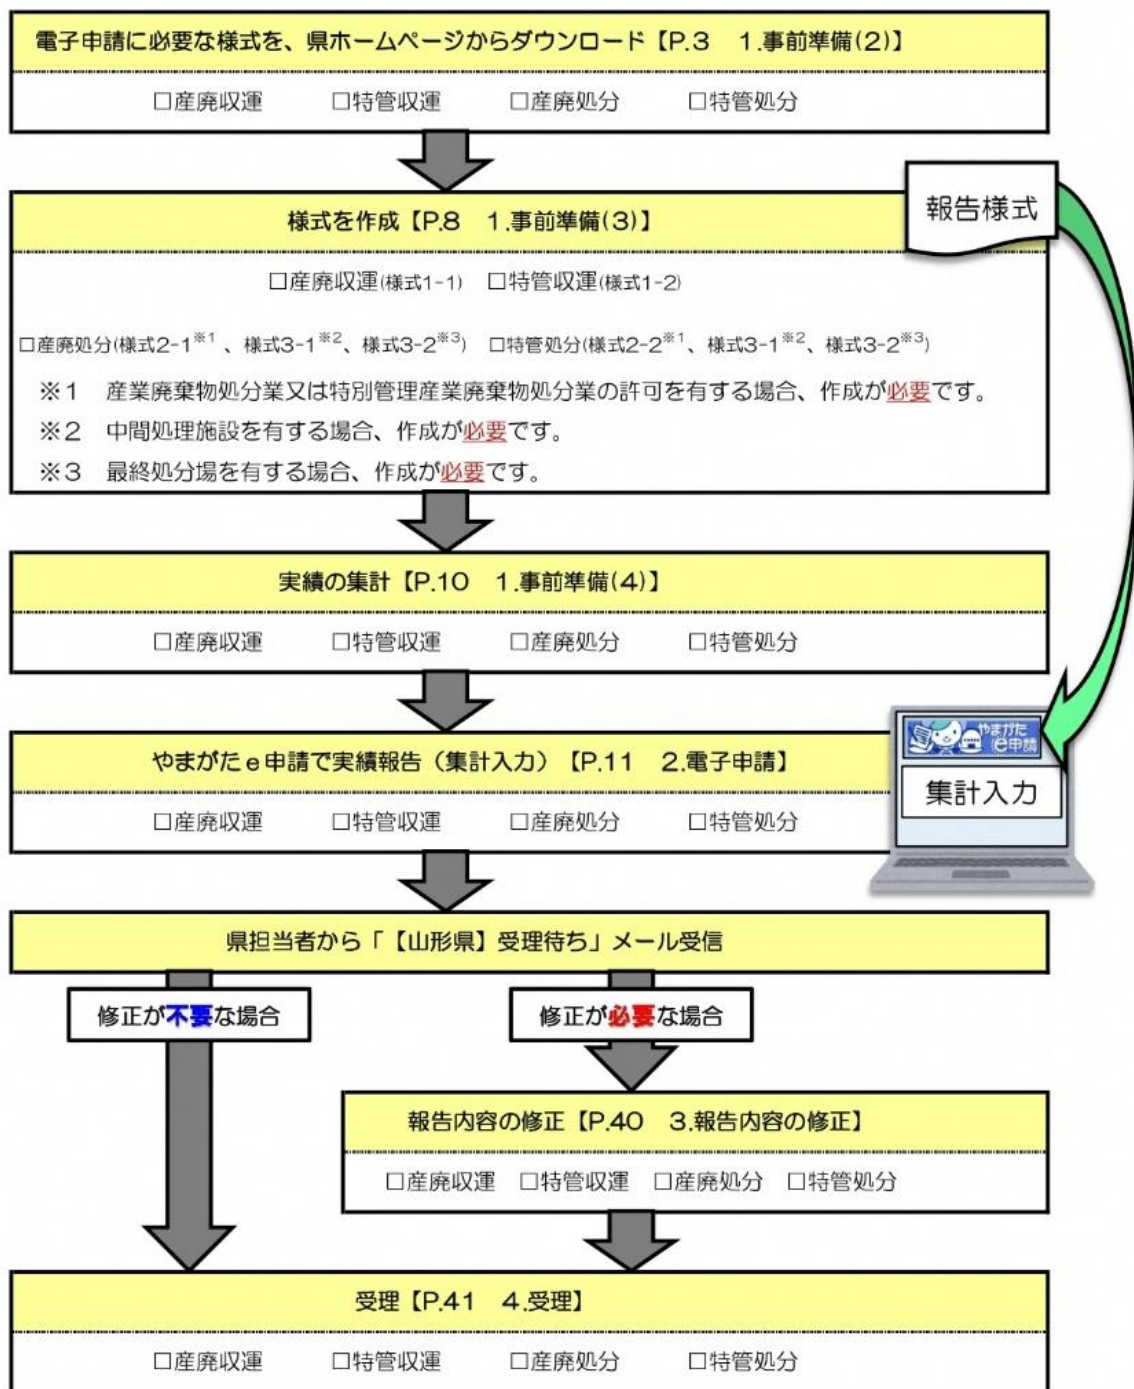 電子申請に必要な様式を、県ホームページからダウンロード【P.3 1.事前準備(2)】
□産廃収運 □特管収運 □産廃処分 □特管処分
報告様式
様式を作成【P.8 1.事前準備(3)】
□産廃収運(様式1-1) □特管収運(様式1-2)
□産廃処分(様式2-1※1、様式3-1※2、様式3-2※3) □特管処分(様式2-2※1、様式3-1※2、様式3-2※3)
※1 産業廃棄物処分業又は特別管理産業廃棄物処分業の許可を有する場合、作成が必要です。
※2 中間処理施設を有する場合、作成が必要です。
※3 最終処分場を有する場合、作成が必要です。
実績の集計【P.10 1.事前準備(4)】
□産廃収運 □特管収運 □産廃処分 □特管処分
やまがたe申請で実績報告（集計入力）【P.11 2.電子申請】
□産廃収運 □特管収運 □産廃処分 □特管処分
やまがた
e申請
集計入力
県担当者から「【山形県】受理待ち」メール受信
修正が不要な場合 修正が必要な場合
報告内容の修正【P.40 3.報告内容の修正】
□産廃収運 □特管収運 □産廃処分 □特管処分
受理【P.41 4.受理】
□産廃収運 □特管収運 □産廃処分 □特管処分